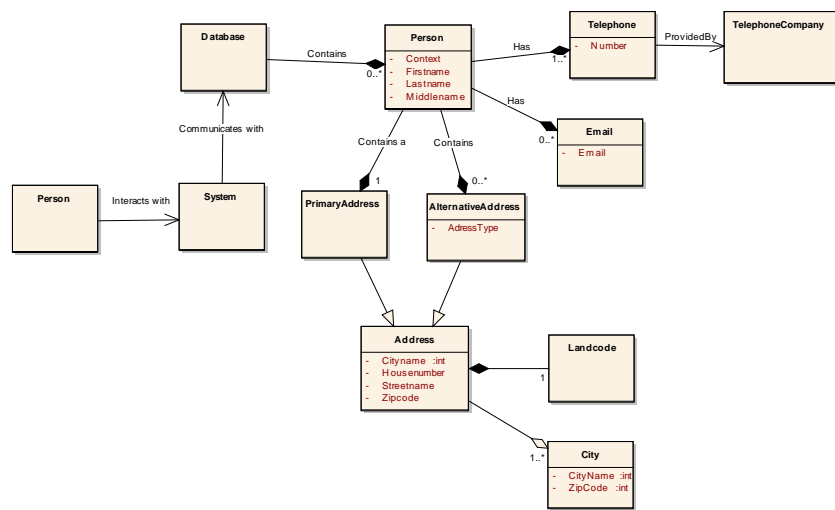 Database
Contains
0..*
Person
- Context
- Firstname
- Lastname
- Middlename
Has
1..*
Telephone
- Number
ProvidedBy
TelephoneCompany
Has
0..*
Email
- Email
Communicates with
Person
Interacts with
System
Contains a
1
Contains
0..*
PrimaryAddress
AlternativeAddress
- AdressType
Address
- Cityname :int
- Housenumber
- Streetname
- Zipcode
1
Landcode
1..*
City
- CityName :int
- ZipCode :int